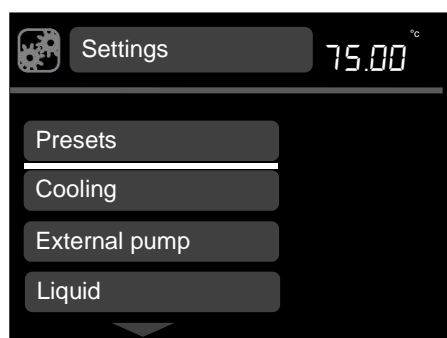 Settings
75.00 °c
Presets
Cooling
External pump
Liquid